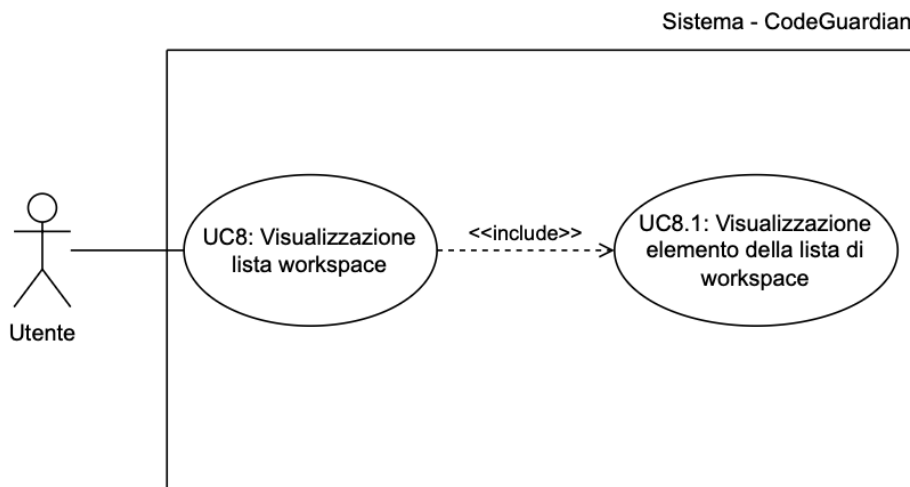 Sistema - CodeGuardian
UC8: Visualizzazione
lista workspace
<<include>>
UC8.1: Visualizzazione
elemento della lista di
workspace
Utente